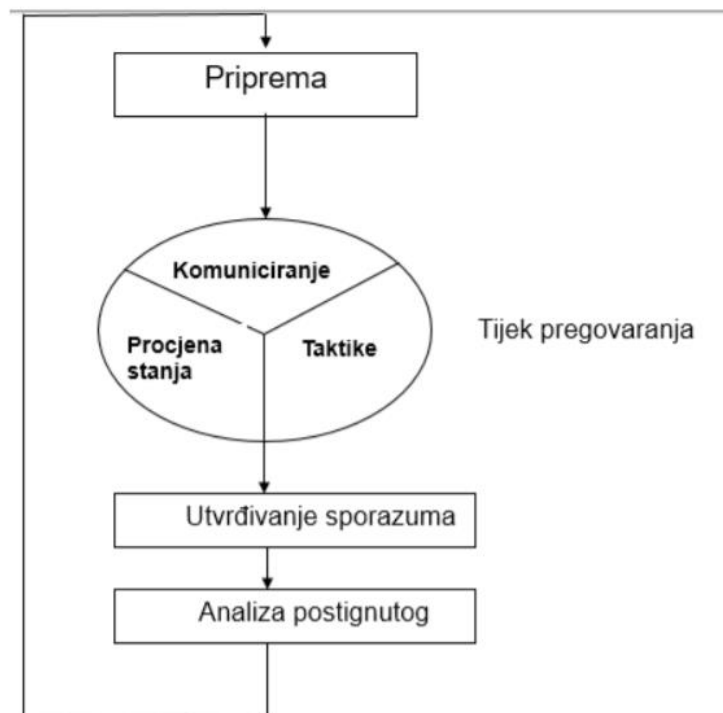 Priprema
Komuniciranje
Procjena
stanja
Taktike
Tijek pregovaranja
Utvrđivanje sporazuma
Analiza postignutog